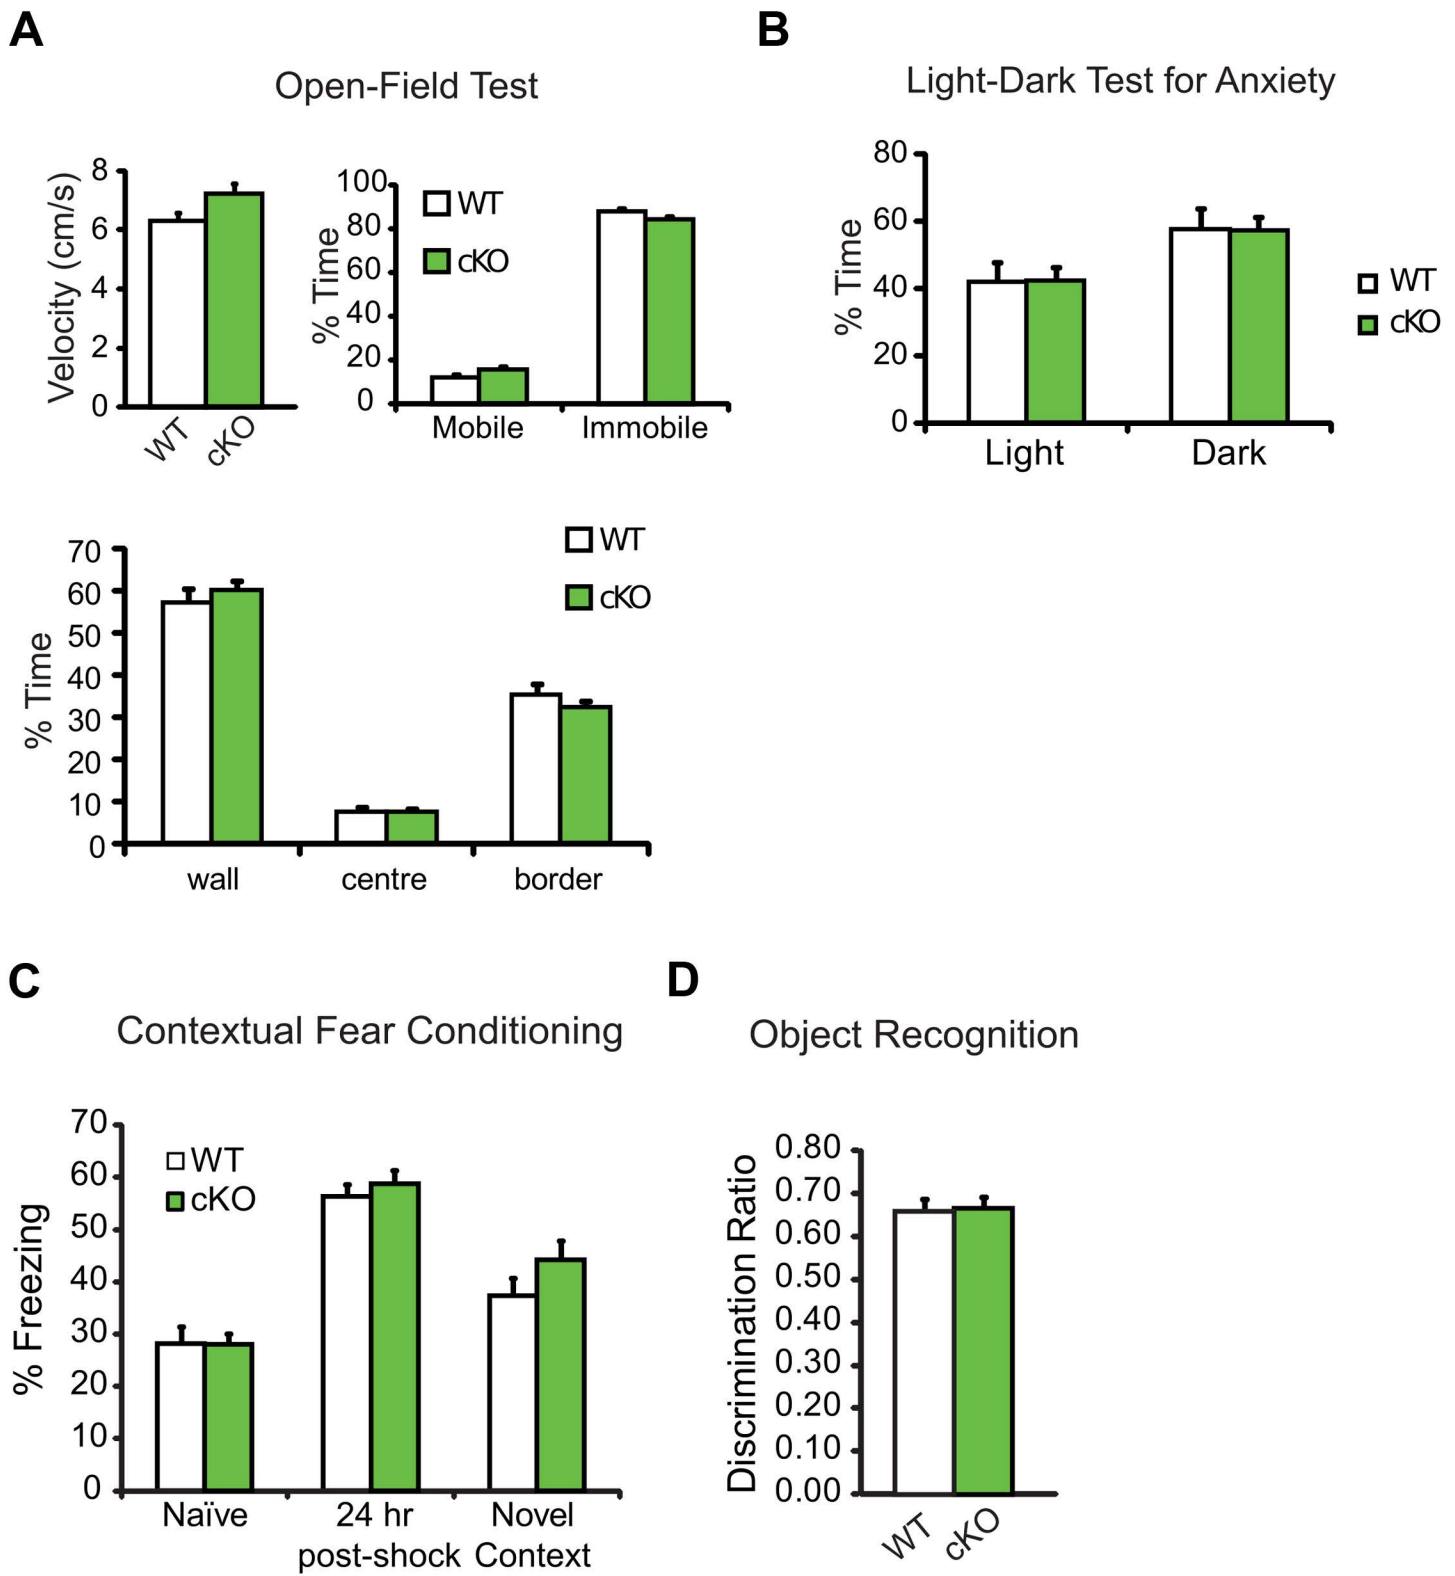 A
Open-Field Test
Velocity (cm/s)
8
6
4
2
0
WT
cKO
% Time
100
80
60
40
20
0
WT
cKO
Mobile
Immobile
% Time
70
60
50
40
30
20
10
0
WT
cKO
wall
centre
border
B
Light-Dark Test for Anxiety
% Time
80
60
40
20
0
Light
Dark
WT
cKO
C
Contextual Fear Conditioning
% Freezing
70
60
50
40
30
20
10
0
WT
cKO
Naïve
24 hr
post-shock
Novel
Context
D
Object Recognition
Discrimination Ratio
0.80
0.70
0.60
0.50
0.40
0.30
0.20
0.10
0.00
WT
cKO